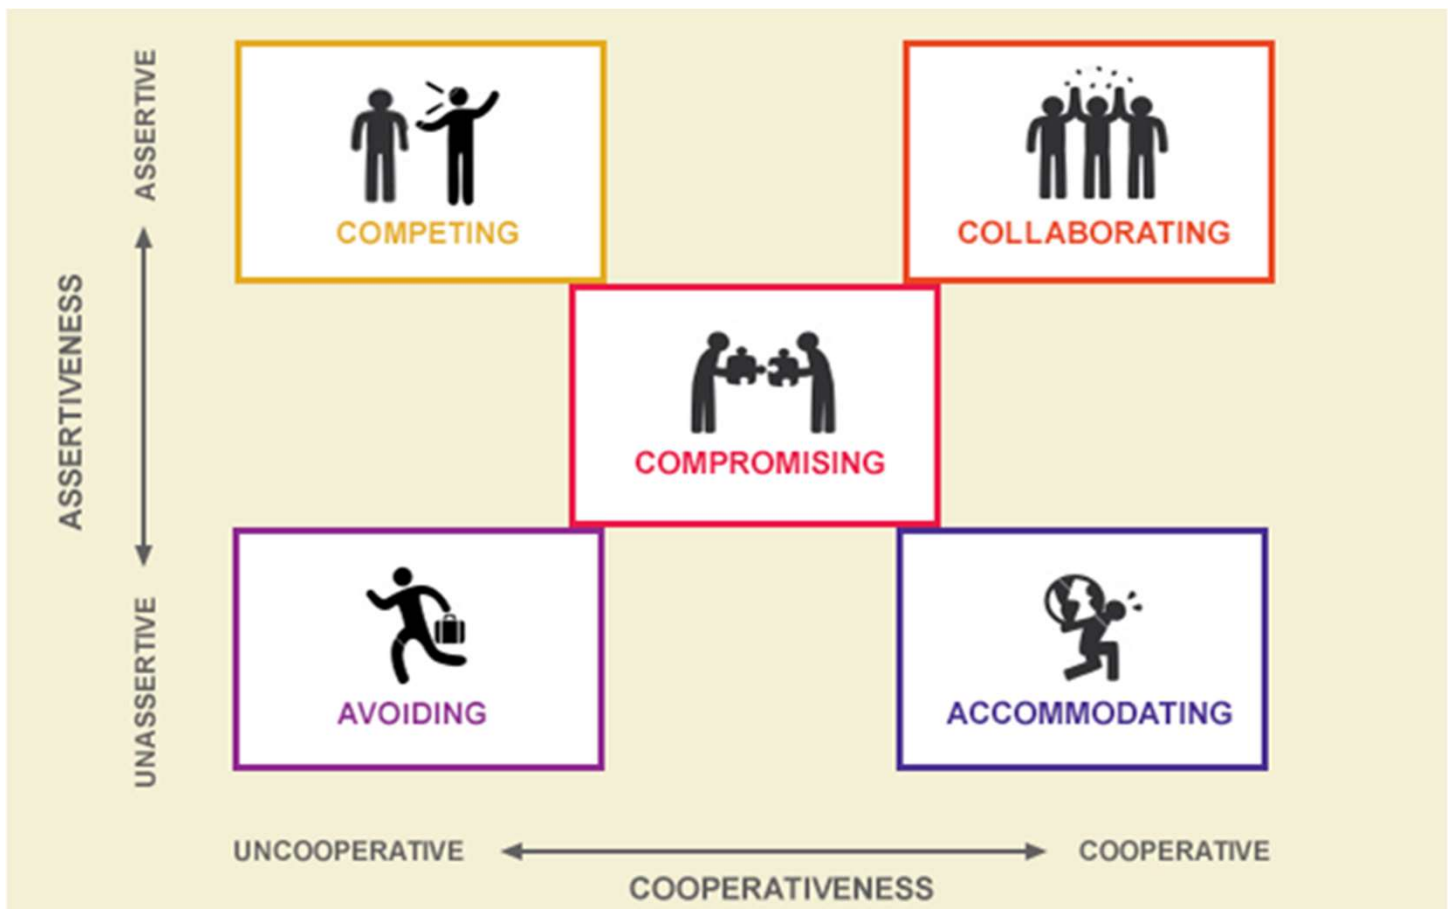 ASSERTIVE
COMPETING
COLLABORATING
ASSERTIVENESS
COMPROMISING
UNASSERTIVE
AVOIDING
ACCOMMODATING
UNCOOPERATIVE
COOPERATIVE
COOPERATIVENESS